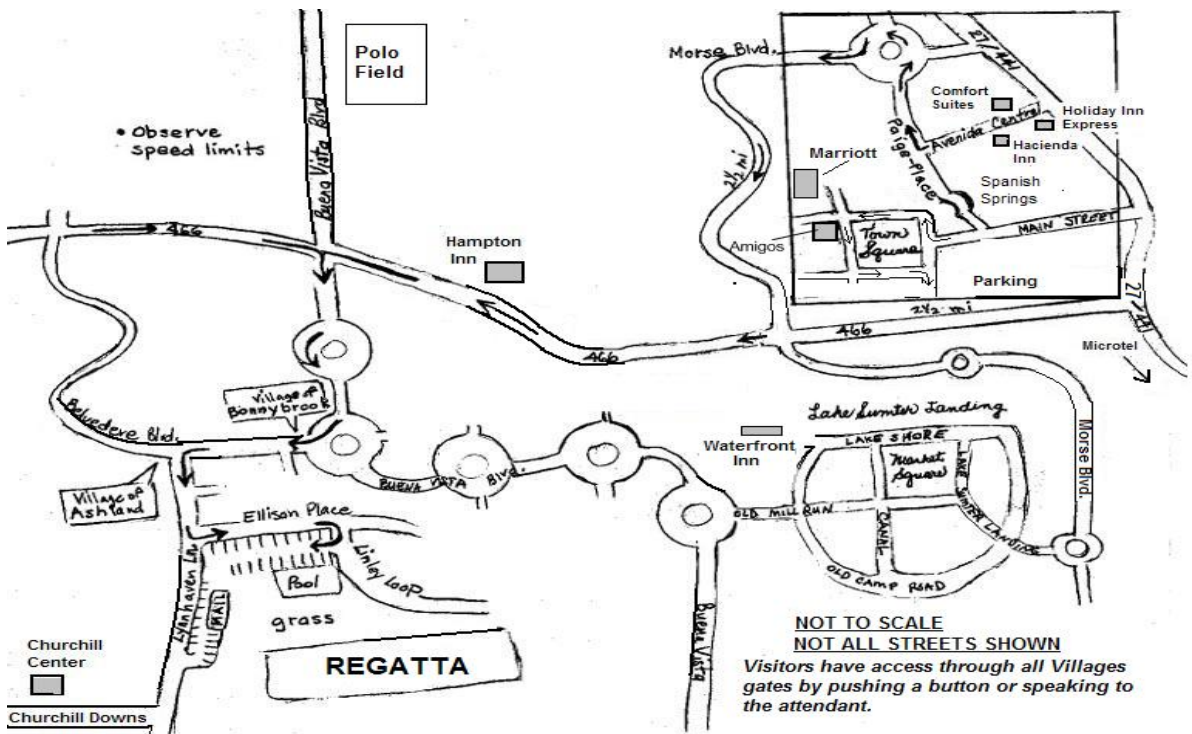 Polo
Field
• Observe
speed limits
Buena Vista Blvd
Morse Blvd.
27/441
Comfort
Suites
Avenida Central
Holiday Inn
Express
Hacienda
Inn
Paige Place
Marriott
2½ mi
Spanish
Springs
Amigos
Town
Square
MAIN STREET
Parking
466
Hampton
Inn
466
466
2½ mi
466
27/441
Microtel
Village of
Bonnybrook
Belvedere Blvd.
Village of
Ashland
BUENA VISTA BLVD.
Lake Sumter Landing
Waterfront
Inn
LAKE SHORE
Market
Square
LAKE SUMTER LANDING
Morse Blvd.
OLD MILL RUN
CANAL
OLD CAMP ROAD
Ellison Place
Lynnhaven Ln
MAIL
Pool
Linley Loop
grass
REGATTA
Buena Vista
Churchill
Center
Churchill Downs
NOT TO SCALE
NOT ALL STREETS SHOWN
Visitors have access through all Villages
gates by pushing a button or speaking to
the attendant.